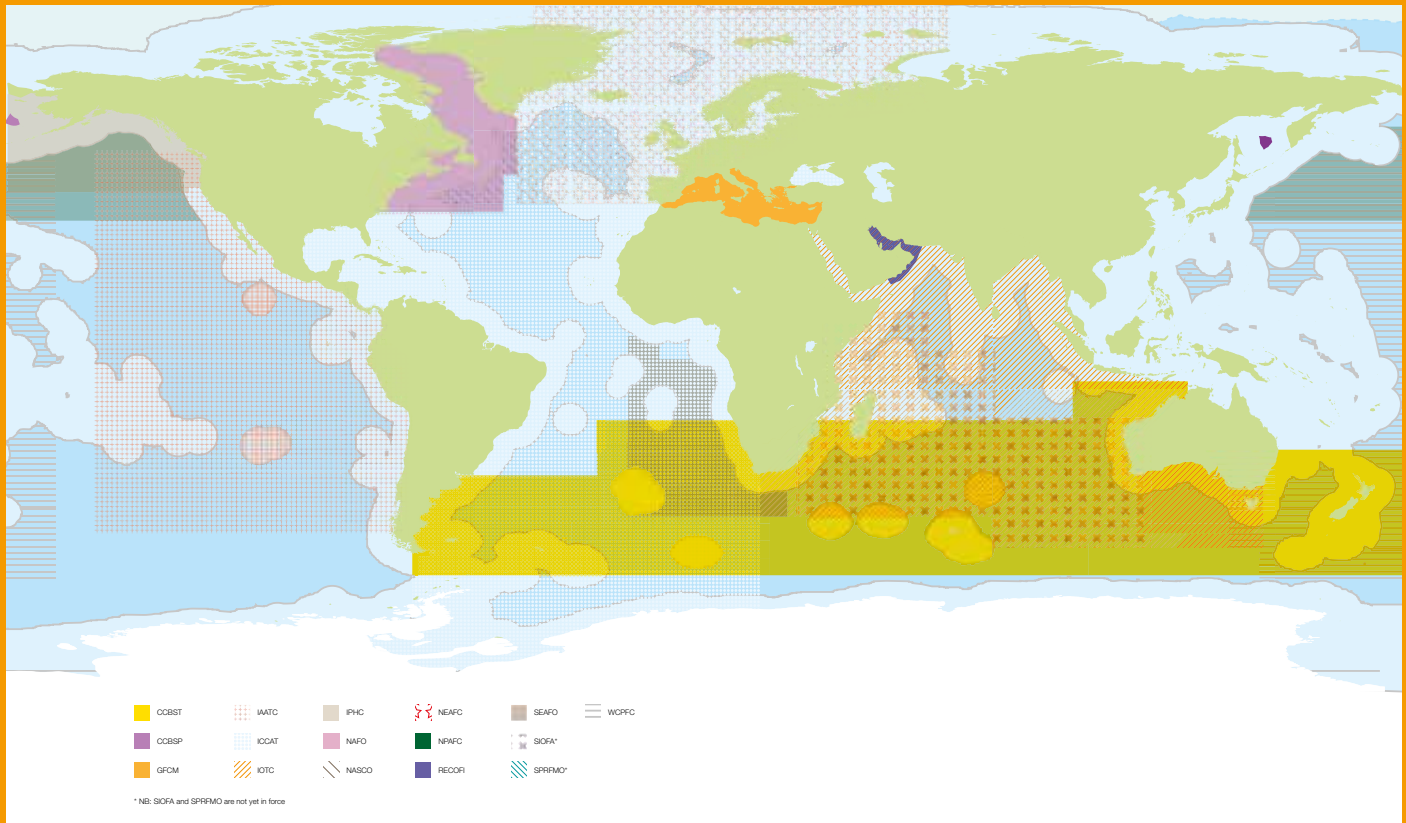 CCBST IAATC IPHC NEAFC SEAFO WCPFC
CCBSP ICCAT NAFO NPAFC SIOFA*
GFCM IOTC NASCO RECOFI SPRFMO*
* NB: SIOFA and SPRFMO are not yet in force